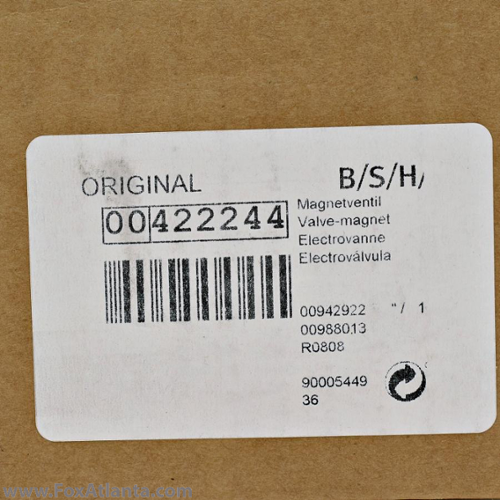 ORIGINAL
B/S/H/
00422244
Magnetventil
Valve-magnet
Electrovanne
Electroválvula
00942922 "/ 1
00988013
R0808
90005449
36
www.FoxAtlanta.com